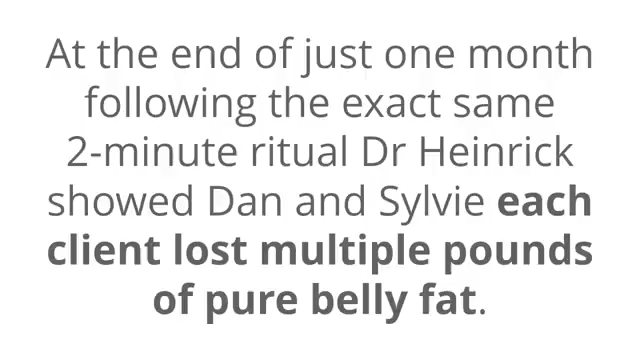 At the end of just one month
following the exact same
2-minute ritual Dr Heinrick
showed Dan and Sylvie each
client lost multiple pounds
of pure belly fat.